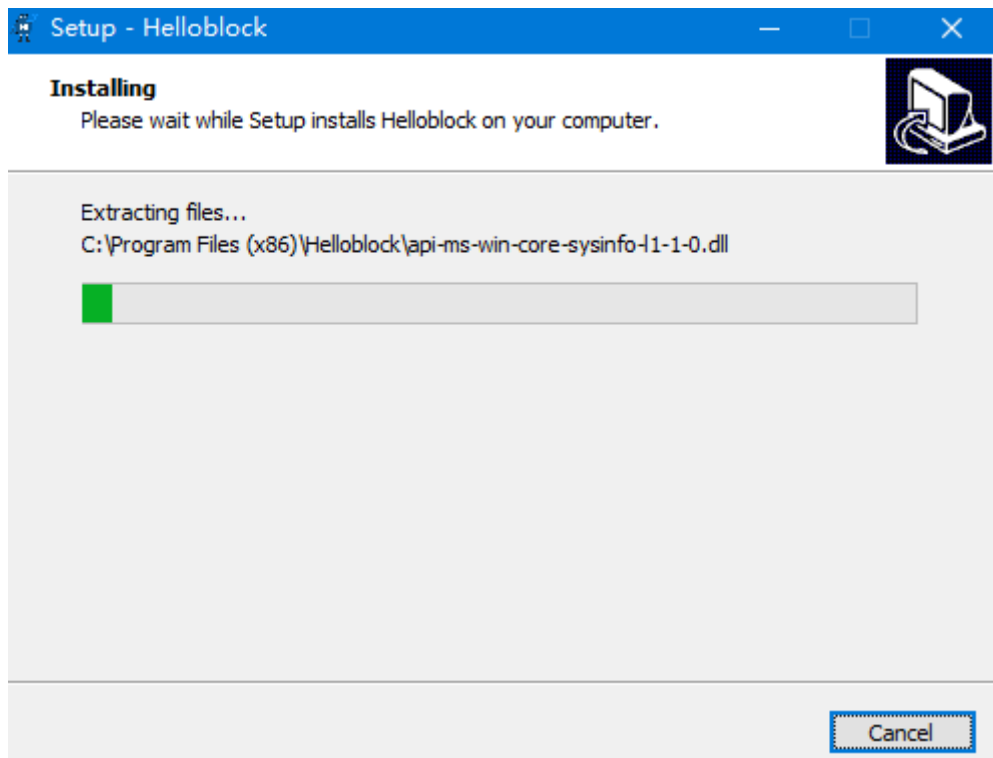 Setup - Helloblock
Installing
Please wait while Setup installs Helloblock on your computer.
Extracting files...
C:\Program Files (x86)\Helloblock\api-ms-win-core-sysinfo-l1-1-0.dll
Cancel